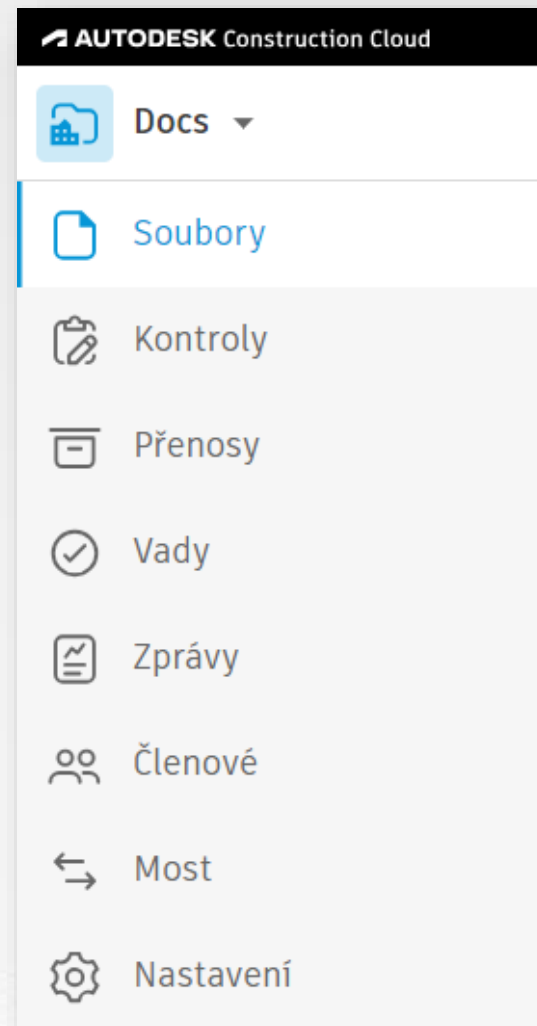 AUTODESK Construction Cloud
Docs
Soubory
Kontroly
Přenosy
Vady
Zprávy
Členové
Most
Nastavení